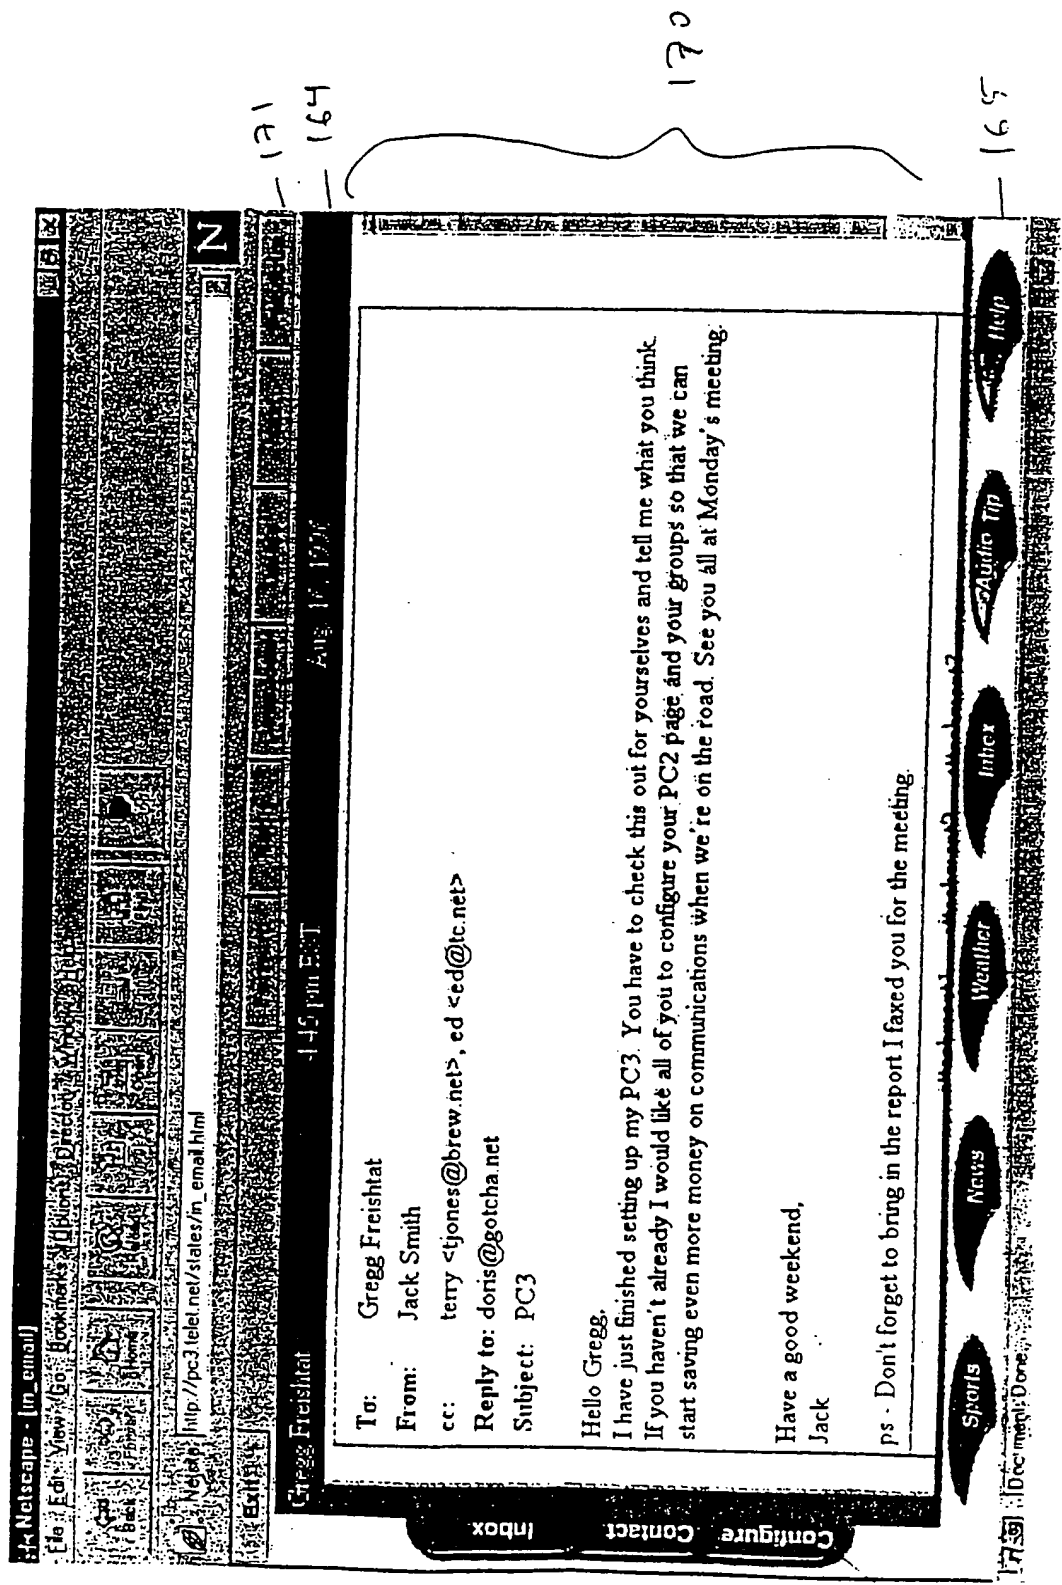 Netscape - [in_email]
File Edit View Go Bookmarks Options Directory Window Help
Back Home
http://pc3.telet.net/slates/in_email.html
N
Exit
171
Gregg Freishtat 4:45 pm EST Aug.
164
To: Gregg Freishtat
From: Jack Smith
cc: terry <tjones@brew.net>, ed <ed@tc.net>
Reply to: doris@gotcha.net
Subject: PC3
Hello Gregg,
I have just finished setting up my PC3. You have to check this out for yourselves and tell me what you think.
If you haven't already I would like all of you to configure your PC2 page and your groups so that we can
start saving even more money on communications when we're on the road. See you all at Monday's meeting.
Have a good weekend,
Jack
ps - Don't forget to bring in the report I faxed you for the meeting.
170
Inbox
Contact
Configure
Sports News Weather Inbox Audio Tip Help
165
Document: Done